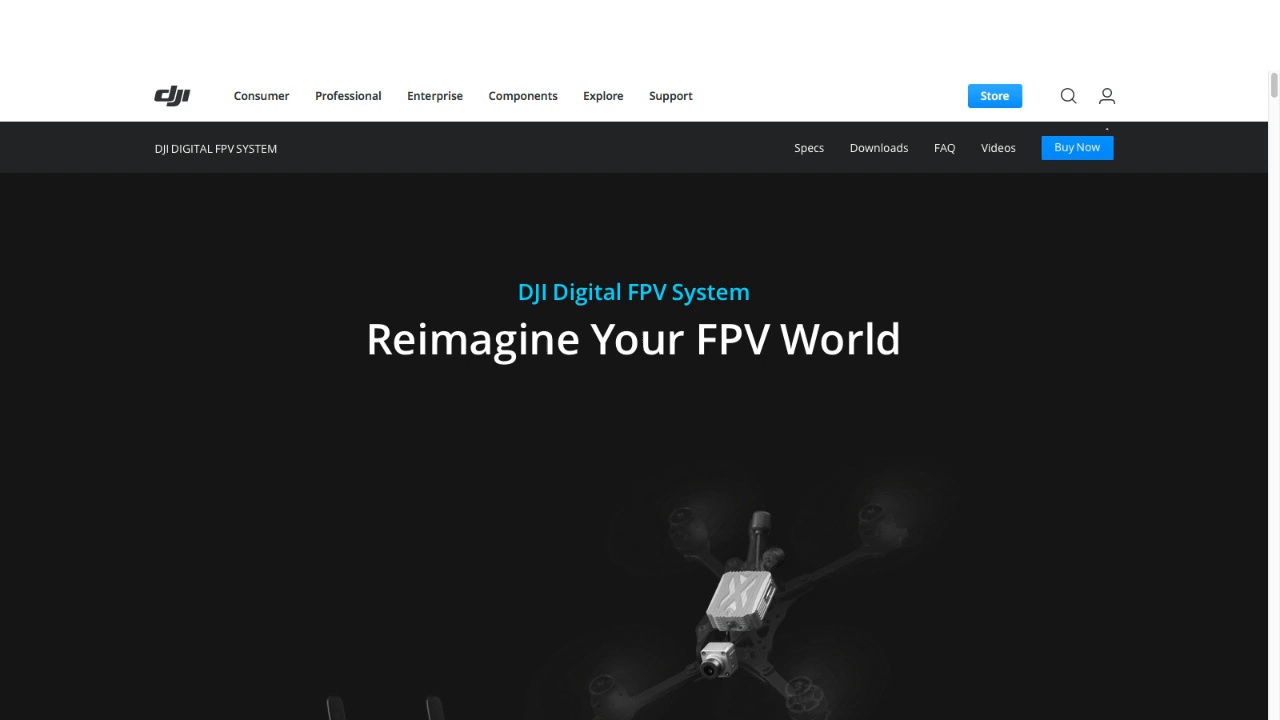 dji
Consumer Professional Enterprise Components Explore Support Store
DJI DIGITAL FPV SYSTEM Specs Downloads FAQ Videos Buy Now
DJI Digital FPV System
Reimagine Your FPV World